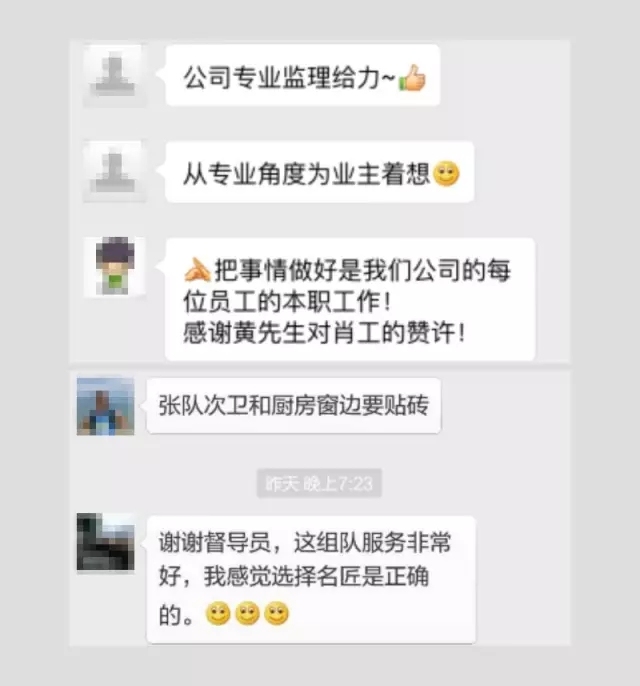 公司专业监理给力~👍
从专业角度为业主着想😊
🙏把事情做好是我们公司的每
位员工的本职工作！
感谢黄先生对肖工的赞许！
张队次卫和厨房窗边要贴砖
昨天 晚上7:23
谢谢督导员，这组队服务非常
好，我感觉选择名匠是正确
的。😊😊😊